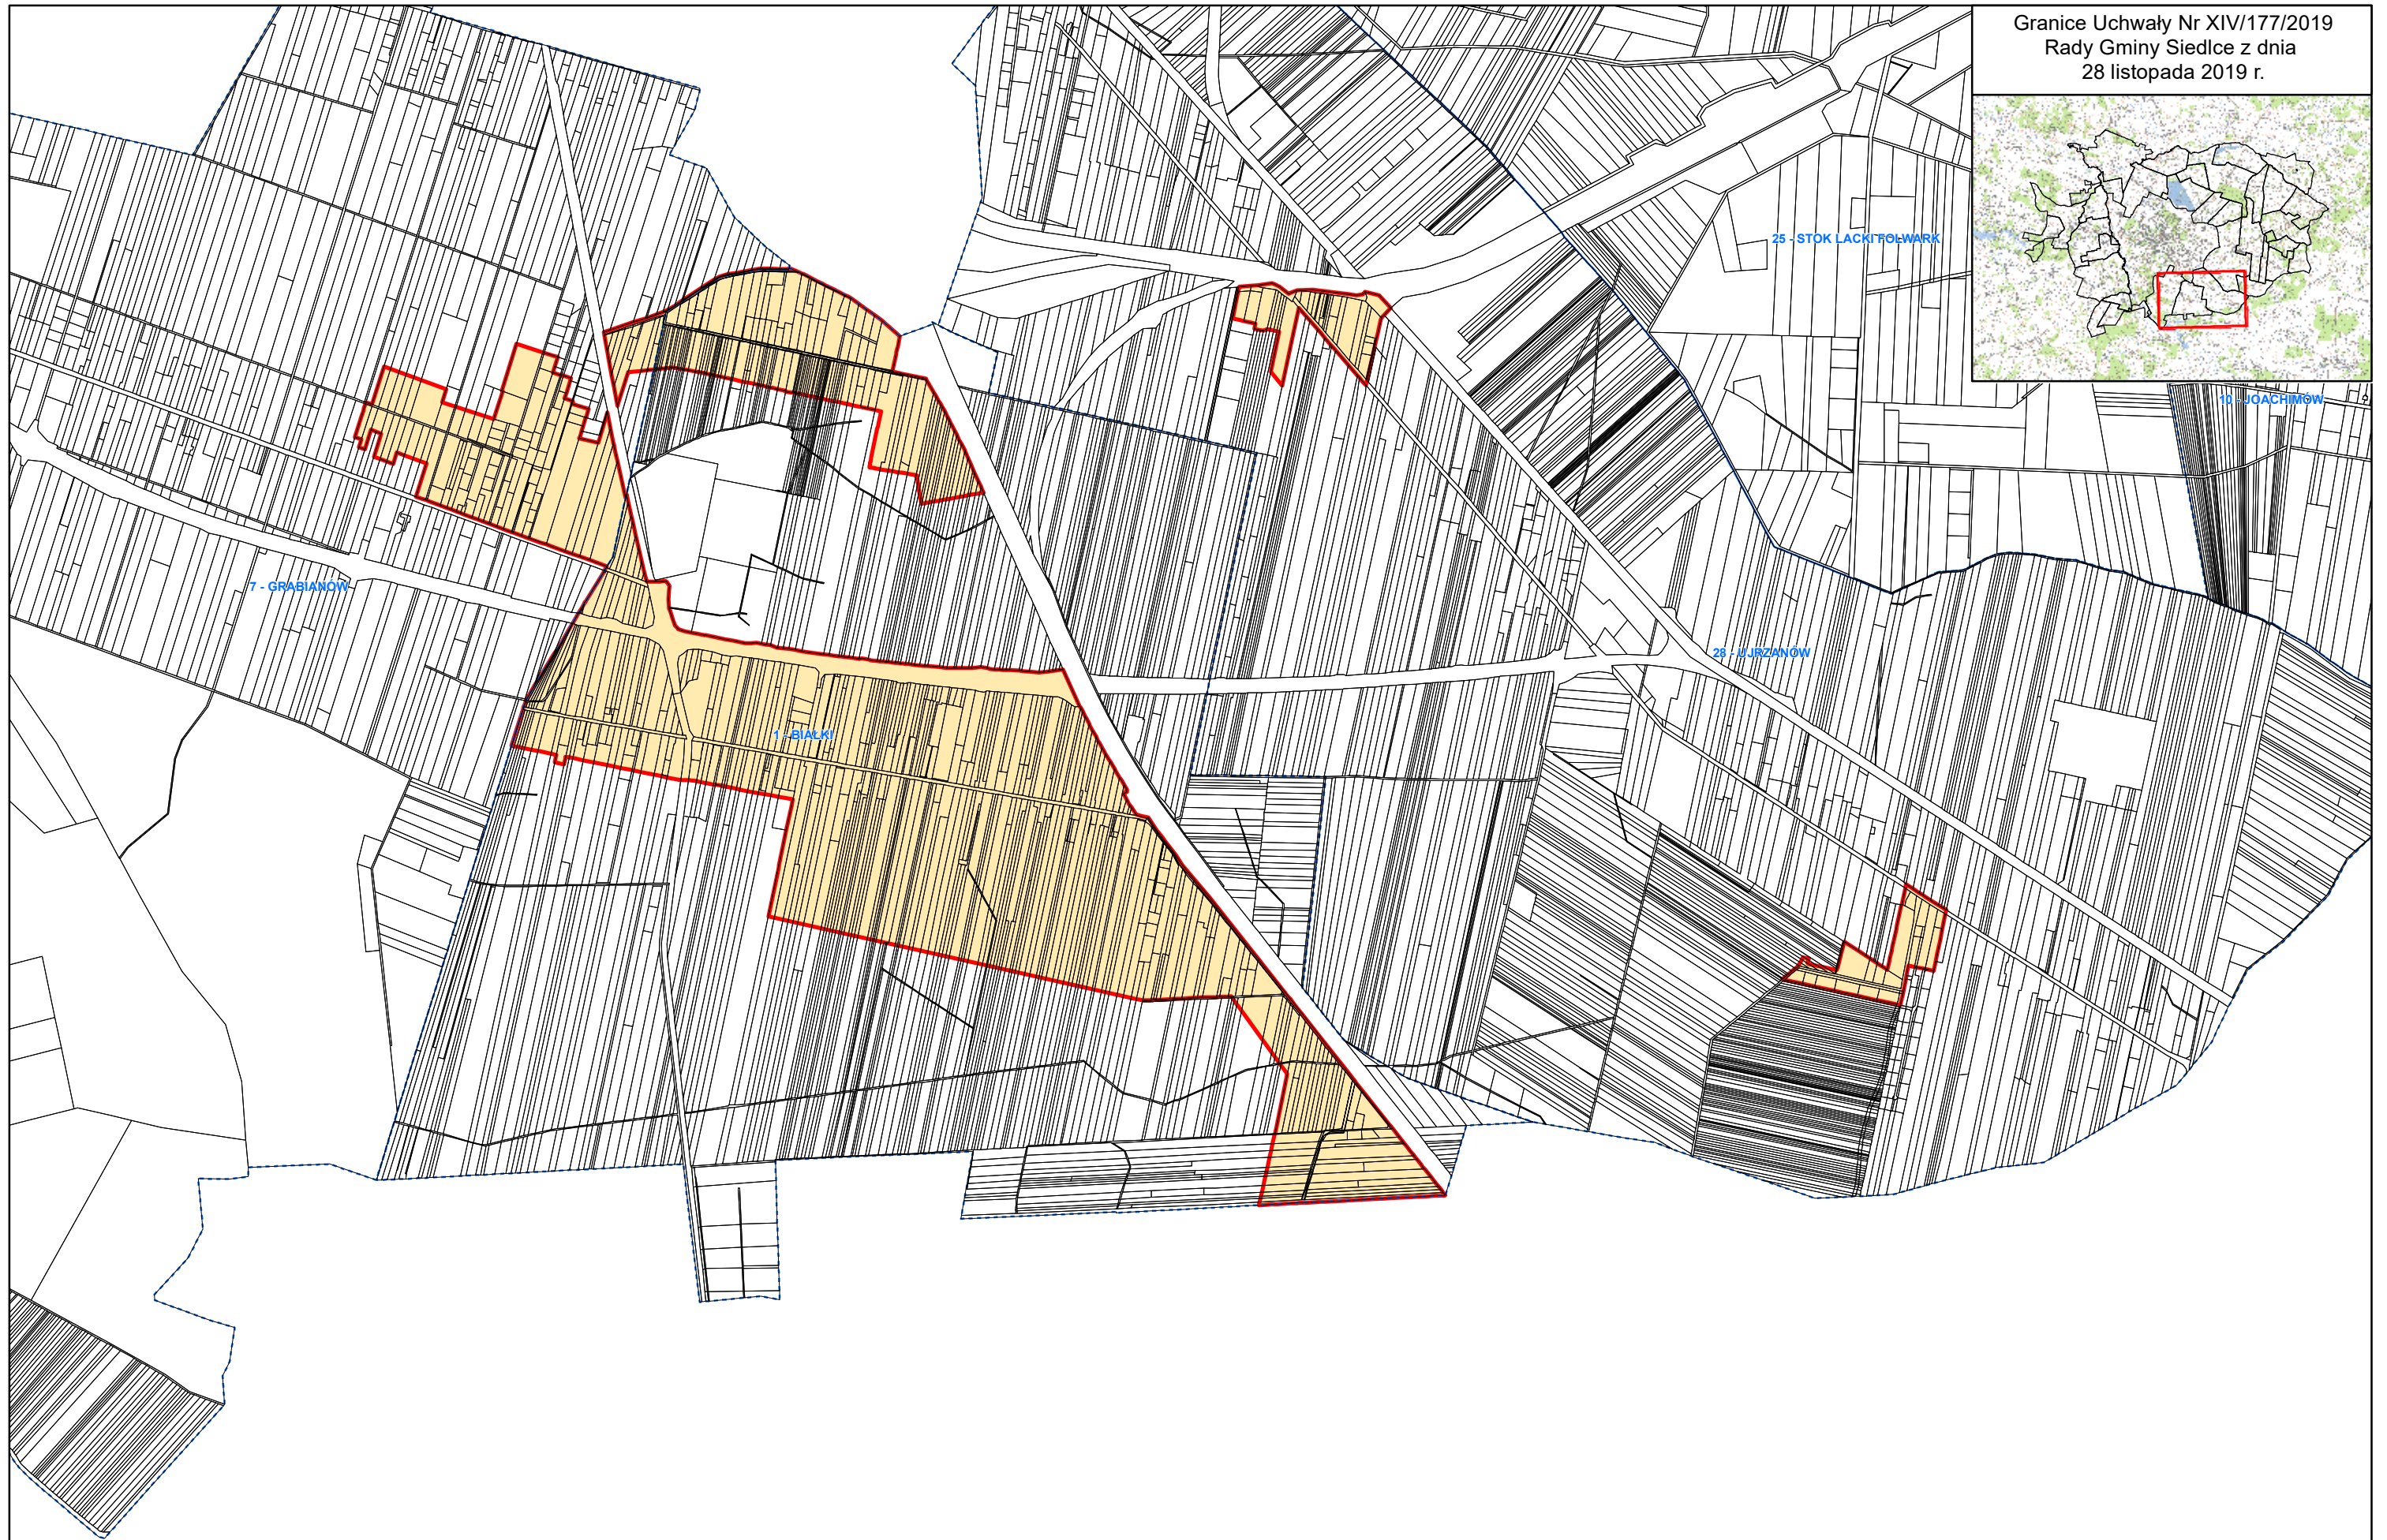 Granice Uchwały Nr XIV/177/2019
Rady Gminy Siedlce z dnia
28 listopada 2019 r.
25 - STOK LACKI FOLWARK
10 - JOACHIMÓW
7 - GRABIANÓW
28 - UJRZANÓW
1 - BIAŁKI